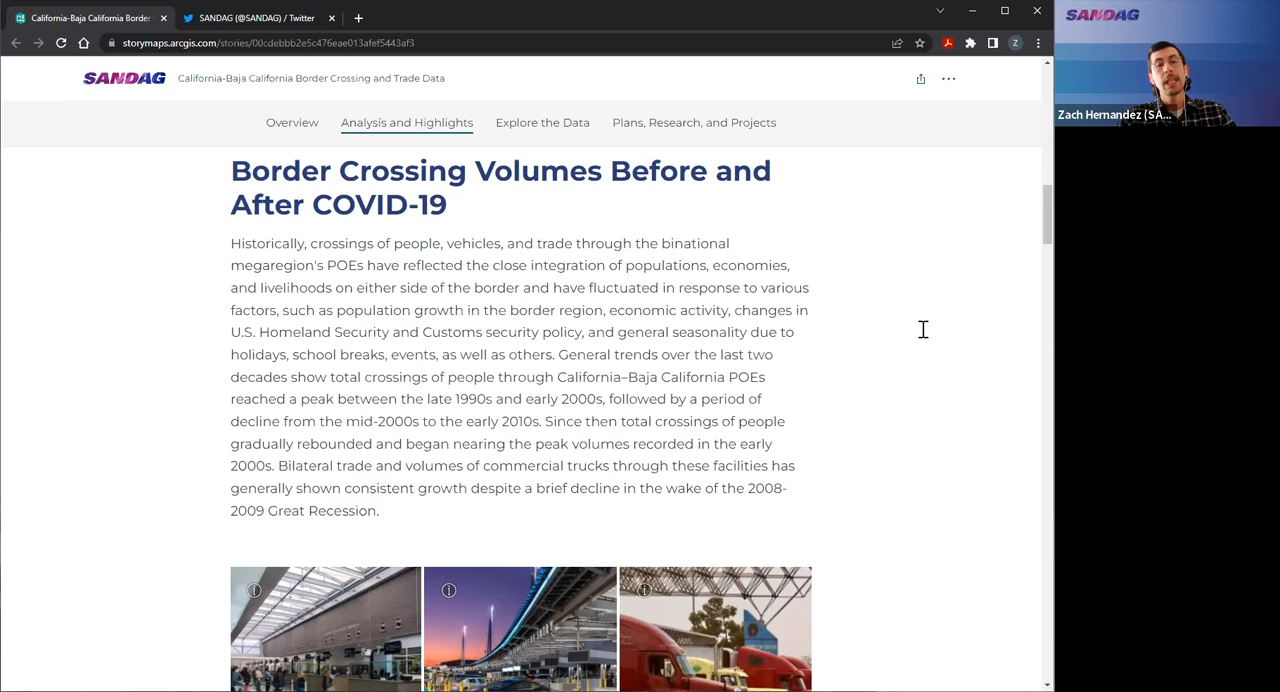 California-Baja California Border
SANDAG (@SANDAG) / Twitter
storymaps.arcgis.com/stories/00cdebbb2e5c476eae013afef5443af3
Z
SANDAG
Zach Hernandez (SA...
SANDAG
California-Baja California Border Crossing and Trade Data
Overview
Analysis and Highlights
Explore the Data
Plans, Research, and Projects
Border Crossing Volumes Before and
After COVID-19
Historically, crossings of people, vehicles, and trade through the binational
megaregion's POEs have reflected the close integration of populations, economies,
and livelihoods on either side of the border and have fluctuated in response to various
factors, such as population growth in the border region, economic activity, changes in
U.S. Homeland Security and Customs security policy, and general seasonality due to
holidays, school breaks, events, as well as others. General trends over the last two
decades show total crossings of people through California–Baja California POEs
reached a peak between the late 1990s and early 2000s, followed by a period of
decline from the mid-2000s to the early 2010s. Since then total crossings of people
gradually rebounded and began nearing the peak volumes recorded in the early
2000s. Bilateral trade and volumes of commercial trucks through these facilities has
generally shown consistent growth despite a brief decline in the wake of the 2008-
2009 Great Recession.